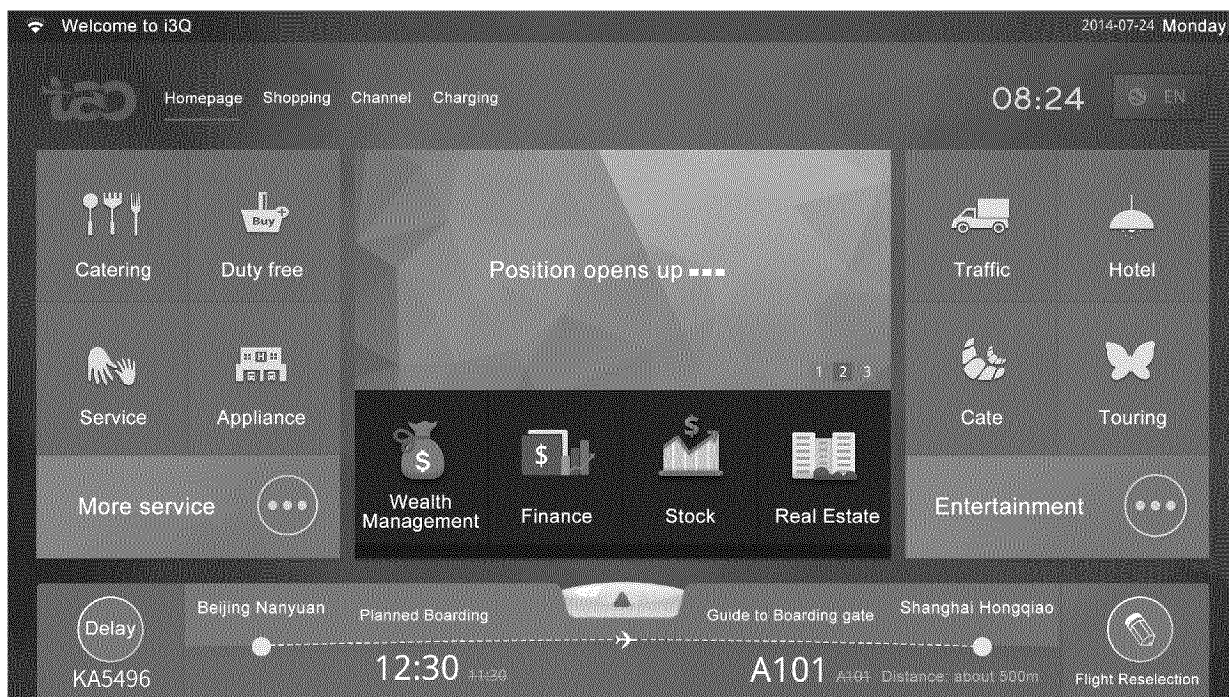 Welcome to i3Q
2014-07-24 Monday
Homepage Shopping Channel Charging
08:24
EN
Catering
Duty free
Buy
Service
Appliance
H
More service
Position opens up
1 2 3
$
Wealth
Management
$
Finance
$
Stock
Real Estate
Traffic
Hotel
Cate
Touring
Entertainment
Delay
KA5496
Beijing Nanyuan
Planned Boarding
12:30 11:30
Guide to Boarding gate
A101 A101 Distance: about 500m
Shanghai Hongqiao
Flight Reselection